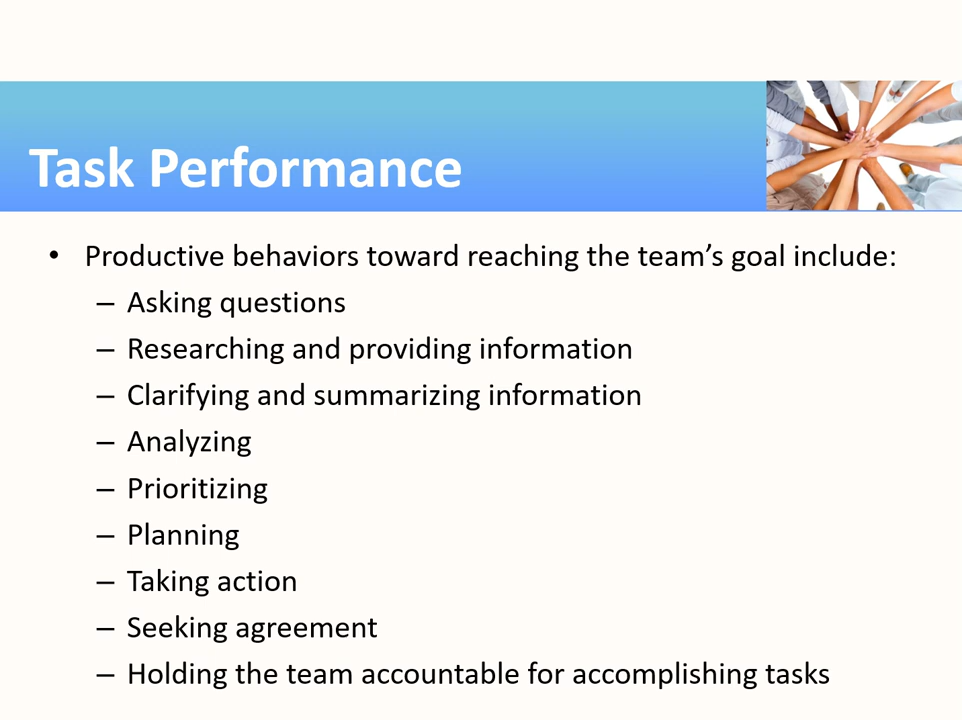 Task Performance
• Productive behaviors toward reaching the team’s goal include:
– Asking questions
– Researching and providing information
– Clarifying and summarizing information
– Analyzing
– Prioritizing
– Planning
– Taking action
– Seeking agreement
– Holding the team accountable for accomplishing tasks